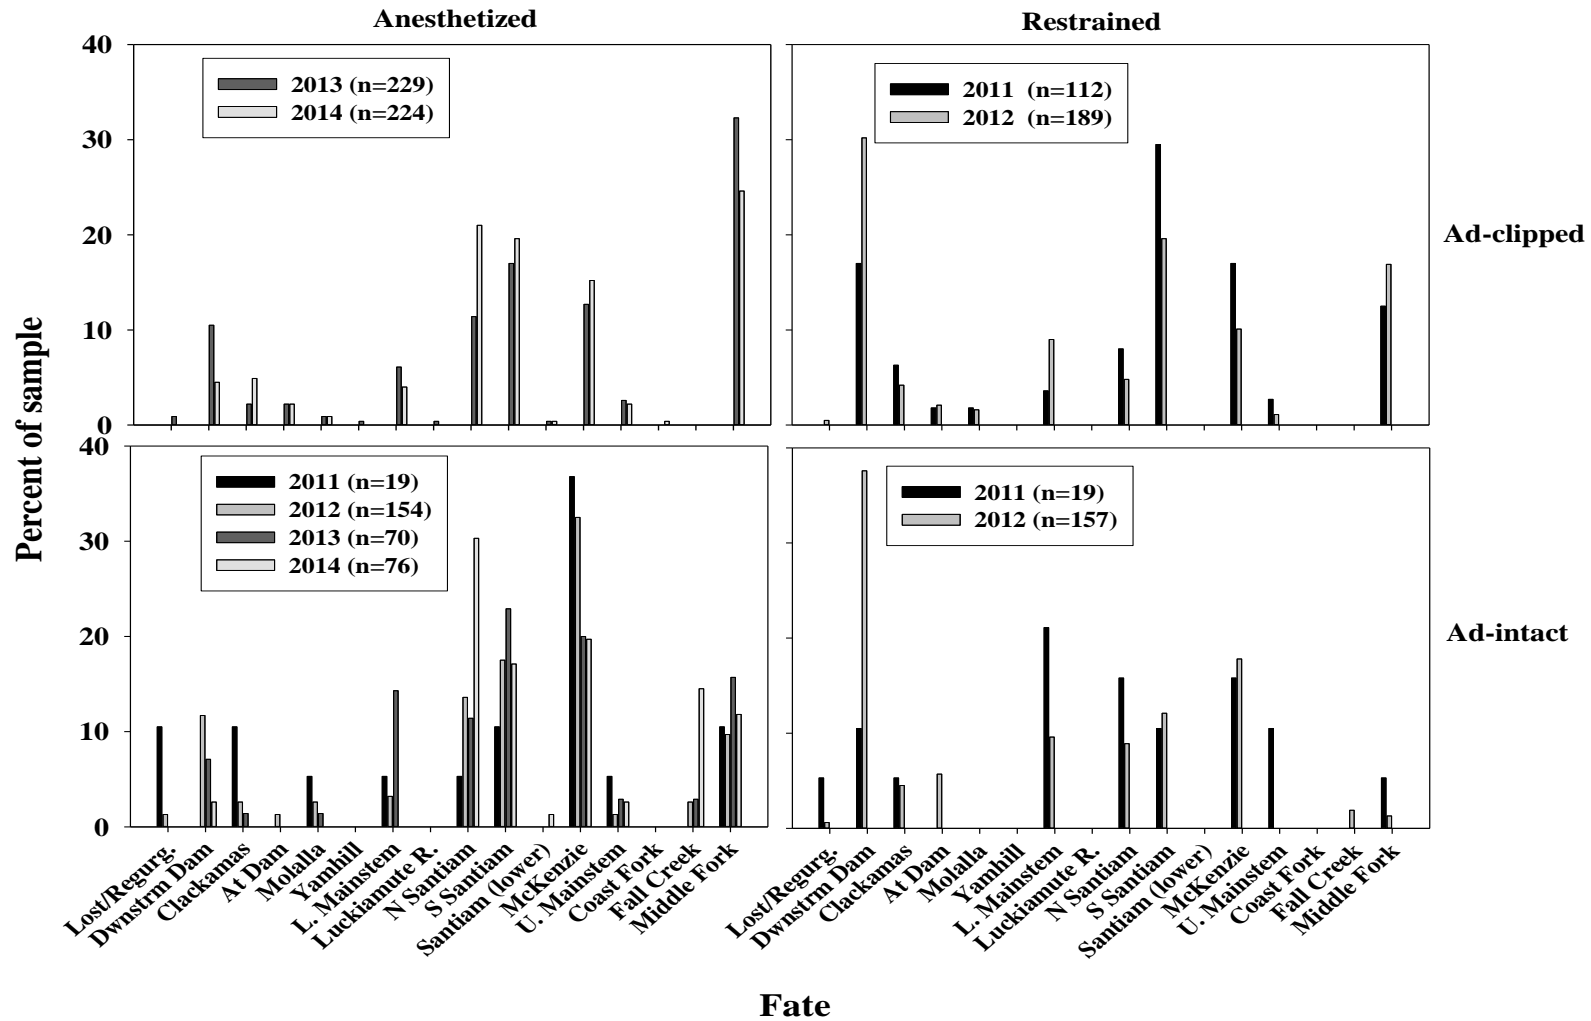 Anesthetized
Restrained
40
30
20
10
0
2013 (n=229)
2014 (n=224)
2011 (n=112)
2012 (n=189)
Ad-clipped
Percent of sample
40
30
20
10
0
2011 (n=19)
2012 (n=154)
2013 (n=70)
2014 (n=76)
2011 (n=19)
2012 (n=157)
Ad-intact
Lost/Regurg.
Dwnstrm Dam
Clackamas
At Dam
Molalla
Yamhill
L. Mainstem
Luckiamute R.
N Santiam
S Santiam
Santiam (lower)
McKenzie
U. Mainstem
Coast Fork
Fall Creek
Middle Fork
Lost/Regurg.
Dwnstrm Dam
Clackamas
At Dam
Molalla
Yamhill
L. Mainstem
Luckiamute R.
N Santiam
S Santiam
Santiam (lower)
McKenzie
U. Mainstem
Coast Fork
Fall Creek
Middle Fork
Fate